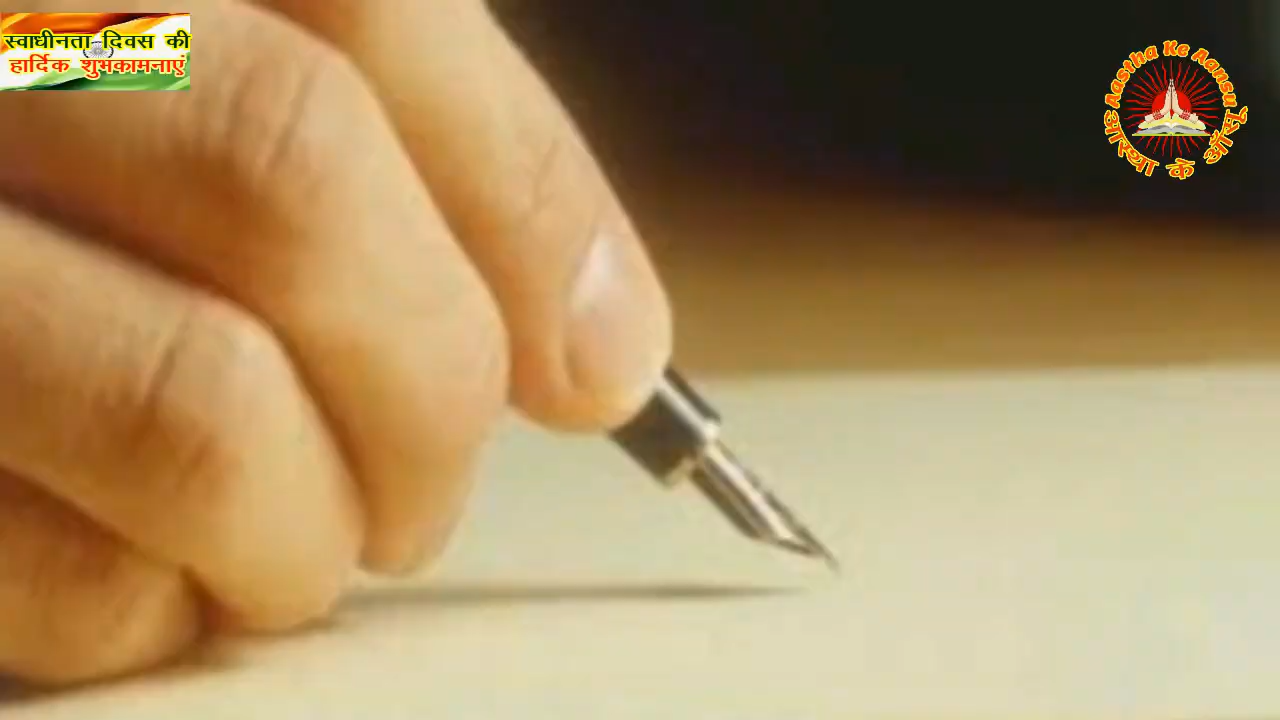 स्वाधीनता दिवस की
हार्दिक शुभकामनाएं
Aastha Ke Aansu
आस्था के आँसू